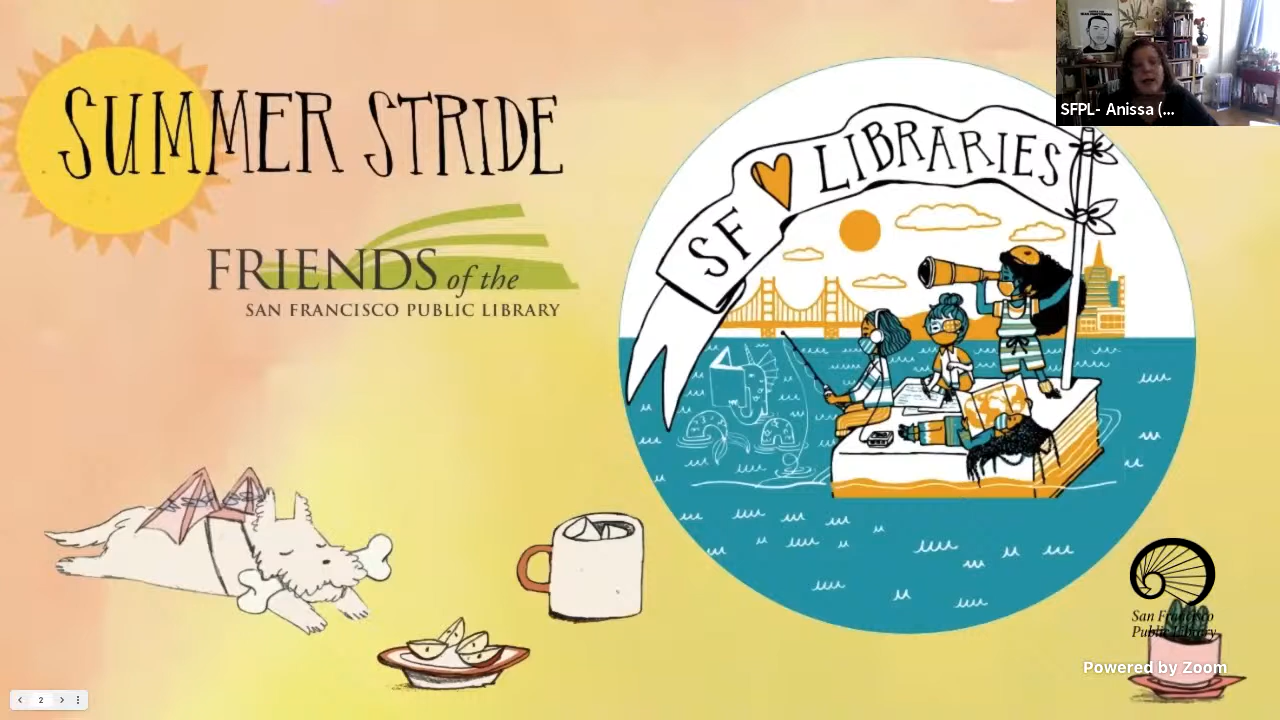 SUMMER STRIDE
FRIENDS of the
SAN FRANCISCO PUBLIC LIBRARY
SF LIBRARIES
SFPL- Anissa (...
San Francisco
Public Library
Powered by Zoom
2